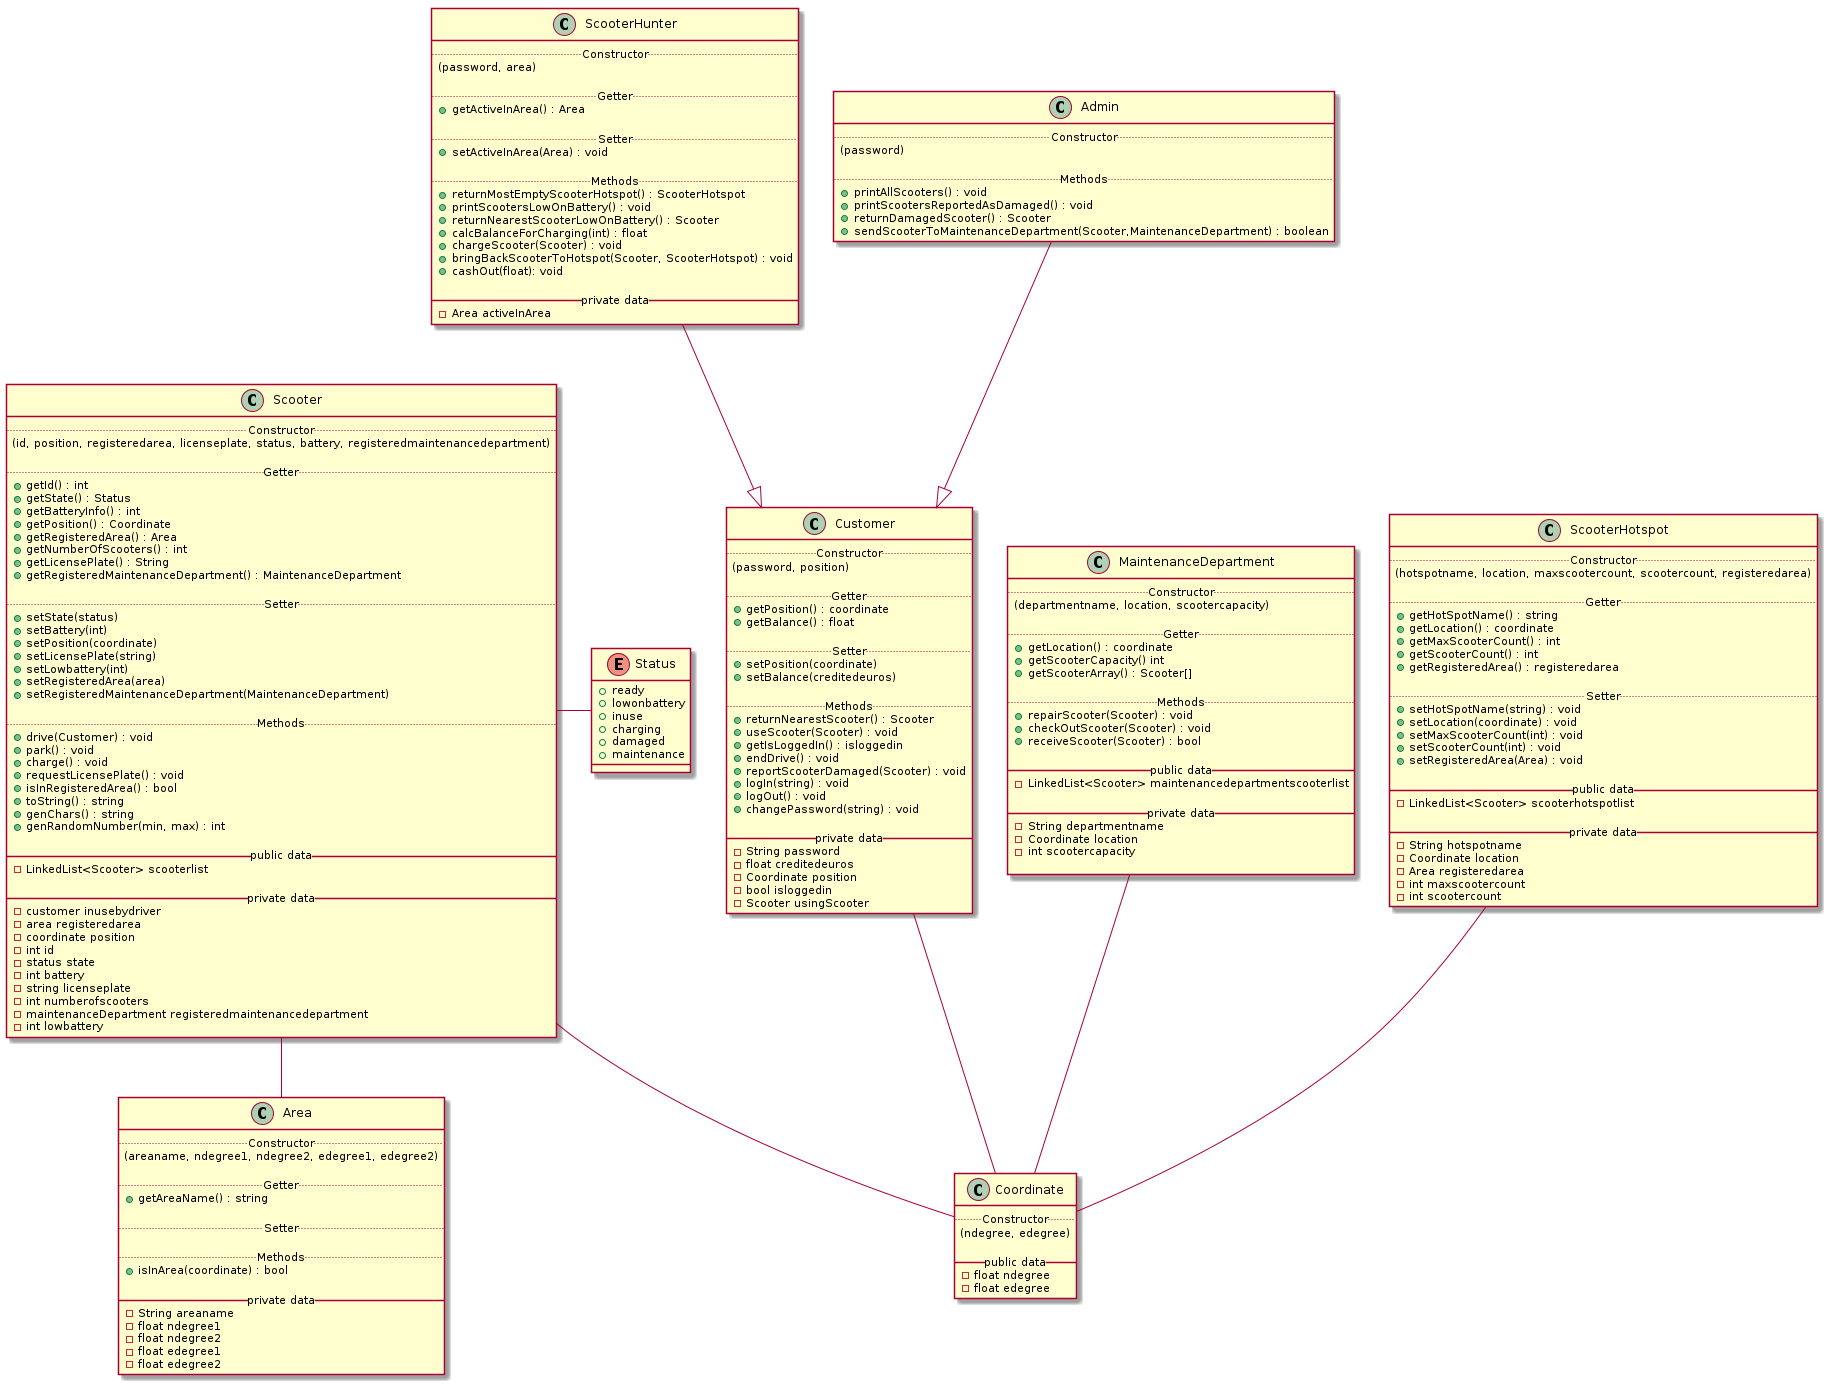 C ScooterHunter
Constructor
(password, area)
Getter
getActiveInArea() : Area
Setter
setActiveInArea(Area) : void
Methods
returnMostEmptyScooterHotspot() : ScooterHotspot
printScootersLowOnBattery() : void
returnNearestScooterLowOnBattery() : Scooter
calcBalanceForCharging(int) : float
chargeScooter(Scooter) : void
bringBackScooterToHotspot(Scooter, ScooterHotspot) : void
cashOut(float): void
private data
Area activeInArea
C Admin
Constructor
(password)
Methods
printAllScooters() : void
printScootersReportedAsDamaged() : void
returnDamagedScooter() : Scooter
sendScooterToMaintenanceDepartment(Scooter,MaintenanceDepartment) : boolean
C Scooter
Constructor
(id, position, registeredarea, licenseplate, status, battery, registeredmaintenancedepartment)
Getter
getId() : int
getState() : Status
getBatteryInfo() : int
getPosition() : Coordinate
getRegisteredArea() : Area
getNumberOfScooters() : int
getLicensePlate() : String
getRegisteredMaintenanceDepartment() : MaintenanceDepartment
Setter
setState(status)
setBattery(int)
setPosition(coordinate)
setLicensePlate(string)
setLowbattery(int)
setRegisteredArea(area)
setRegisteredMaintenanceDepartment(MaintenanceDepartment)
Methods
drive(Customer) : void
park() : void
charge() : void
requestLicensePlate() : void
isInRegisteredArea() : bool
toString() : string
genChars() : string
genRandomNumber(min, max) : int
public data
LinkedList<Scooter> scooterlist
private data
customer inusebydriver
area registeredarea
coordinate position
int id
status state
int battery
string licenseplate
int numberofscooters
maintenanceDepartment registeredmaintenancedepartment
int lowbattery
E Status
ready
lowonbattery
inuse
charging
damaged
maintenance
C Customer
Constructor
(password, position)
Getter
getPosition() : coordinate
getBalance() : float
Setter
setPosition(coordinate)
setBalance(creditedeuros)
Methods
returnNearestScooter() : Scooter
useScooter(Scooter) : void
getIsLoggedIn() : isloggedin
endDrive() : void
reportScooterDamaged(Scooter) : void
logIn(string) : void
logOut() : void
changePassword(string) : void
private data
String password
float creditedeuros
Coordinate position
bool isloggedin
Scooter usingScooter
C MaintenanceDepartment
Constructor
(departmentname, location, scootercapacity)
Getter
getLocation() : coordinate
getScooterCapacity() int
getScooterArray() : Scooter[]
Methods
repairScooter(Scooter) : void
checkOutScooter(Scooter) : void
receiveScooter(Scooter) : bool
public data
LinkedList<Scooter> maintenancedepartmentscooterlist
private data
String departmentname
Coordinate location
int scootercapacity
C ScooterHotspot
Constructor
(hotspotname, location, maxscootercount, scootercount, registeredarea)
Getter
getHotSpotName() : string
getLocation() : coordinate
getMaxScooterCount() : int
getScooterCount() : int
getRegisteredArea() : registeredarea
Setter
setHotSpotName(string) : void
setLocation(coordinate) : void
setMaxScooterCount(int) : void
setScooterCount(int) : void
setRegisteredArea(Area) : void
public data
LinkedList<Scooter> scooterhotspotlist
private data
String hotspotname
Coordinate location
Area registeredarea
int maxscootercount
int scootercount
C Area
Constructor
(areaname, ndegree1, ndegree2, edegree1, edegree2)
Getter
getAreaName() : string
Setter
Methods
isInArea(coordinate) : bool
private data
String areaname
float ndegree1
float ndegree2
float edegree1
float edegree2
C Coordinate
Constructor
(ndegree, edegree)
public data
float ndegree
float edegree